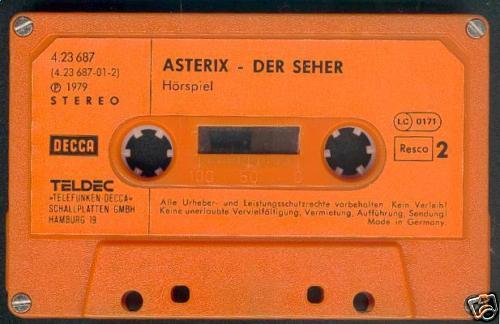 4.23 687
(4.23 687-01-2)
Ⓟ 1979
STEREO
ASTERIX - DER SEHER
Hörspiel
LC 0171
DECCA
Resco 2
100 50
TELDEC
»TELEFUNKEN-DECCA«
SCHALLPLATTEN GMBH
HAMBURG 19
Alle Urheber- und Leistungsschutzrechte vorbehalten. Kein Verleih!
Keine unerlaubte Vervielfältigung, Vermietung, Aufführung, Sendung!
Made in Germany.